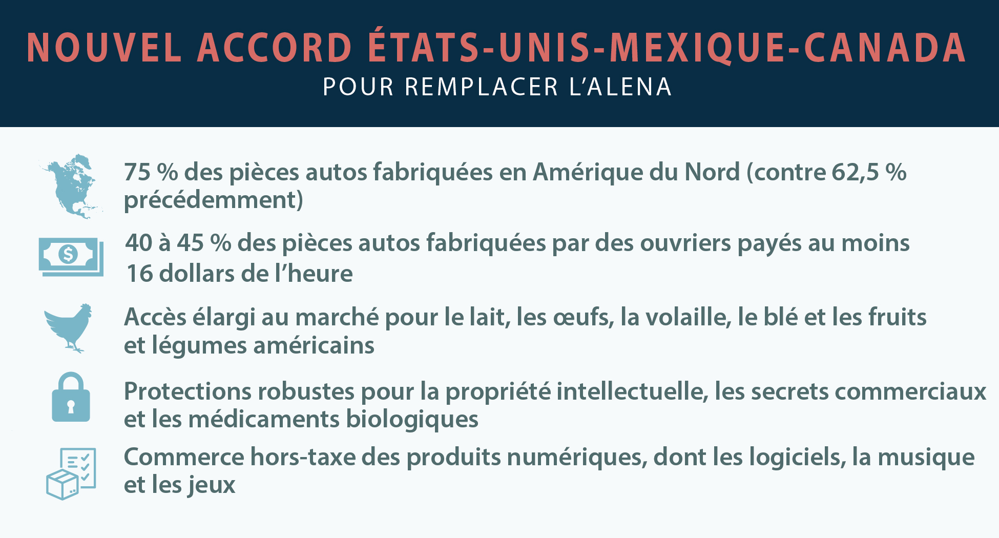 NOUVEL ACCORD ÉTATS-UNIS-MEXIQUE-CANADA
POUR REMPLACER L’ALENA
75 % des pièces autos fabriquées en Amérique du Nord (contre 62,5 %
précédemment)
40 à 45 % des pièces autos fabriquées par des ouvriers payés au moins
16 dollars de l’heure
Accès élargi au marché pour le lait, les œufs, la volaille, le blé et les fruits
et légumes américains
Protections robustes pour la propriété intellectuelle, les secrets commerciaux
et les médicaments biologiques
Commerce hors-taxe des produits numériques, dont les logiciels, la musique
et les jeux